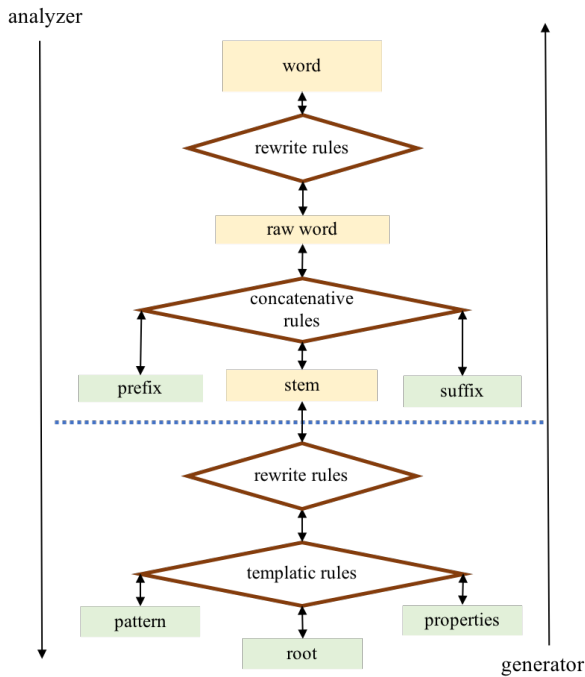 analyzer
word
rewrite rules
raw word
concatenative
rules
prefix
stem
suffix
rewrite rules
templatic rules
pattern
properties
root
generator